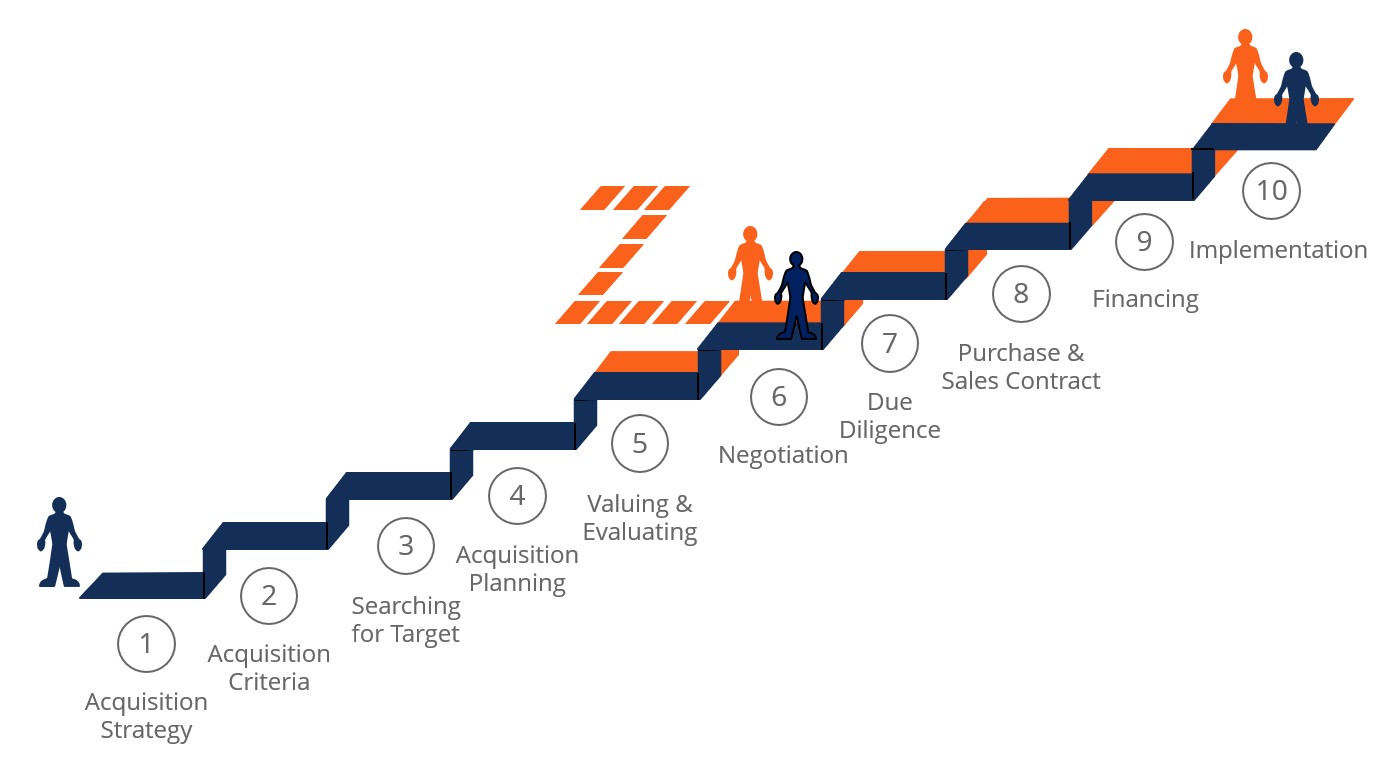 1
Acquisition
Strategy
2
Acquisition
Criteria
3
Searching
for Target
4
Acquisition
Planning
5
Valuing &
Evaluating
6
Negotiation
7
Due
Diligence
8
Purchase &
Sales Contract
9
Financing
10
Implementation